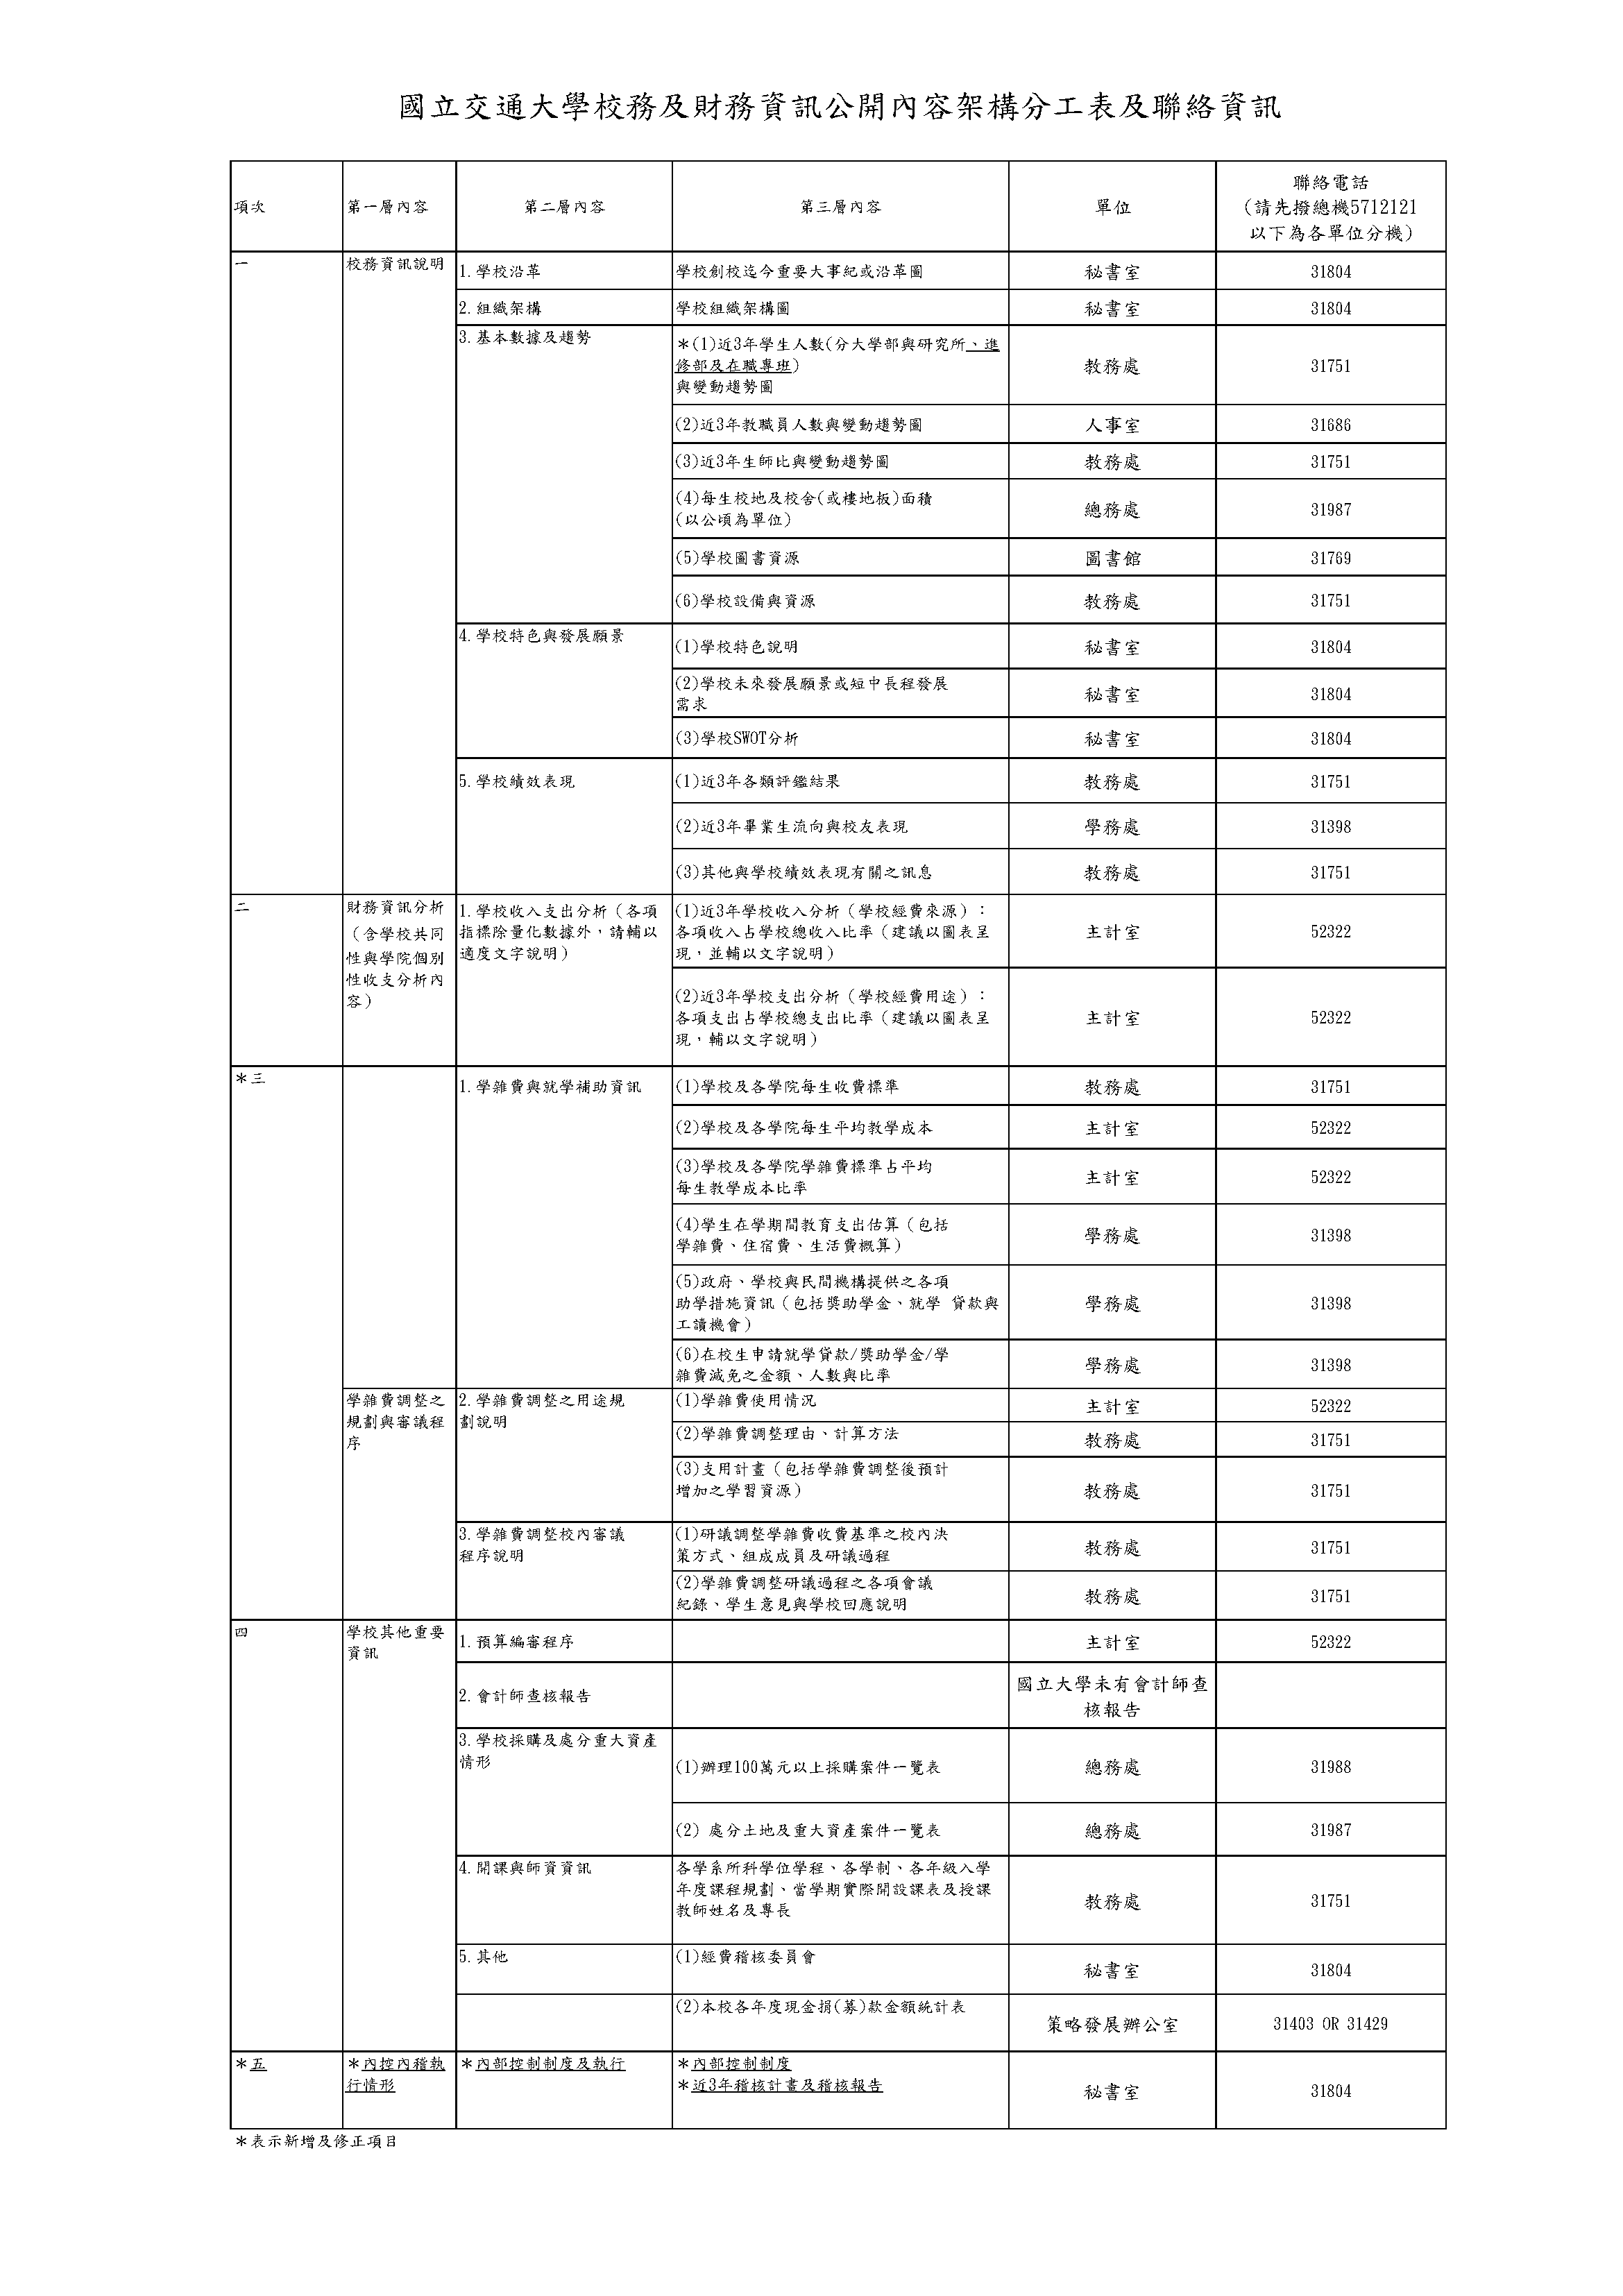 國立交通大學校務及財務資訊公開內容架構分工表及聯絡資訊
項次
第一層內容
第二層內容
第三層內容
單位
聯絡電話
(請先撥總機5712121
以下為各單位分機)
一
校務資訊說明
1.學校沿革
學校創校迄今重要大事紀或沿革圖
秘書室
31804
2.組織架構
學校組織架構圖
秘書室
31804
3.基本數據及趨勢
＊(1)近3年學生人數(分大學部與研究所、進
修部及在職專班)
與變動趨勢圖
教務處
31751
(2)近3年教職員人數與變動趨勢圖
人事室
31686
(3)近3年生師比與變動趨勢圖
教務處
31751
(4)每生校地及校舍(或樓地板)面積
(以公頃為單位)
總務處
31987
(5)學校圖書資源
圖書館
31769
(6)學校設備與資源
教務處
31751
4.學校特色與發展願景
(1)學校特色說明
秘書室
31804
(2)學校未來發展願景或短中長程發展
需求
秘書室
31804
(3)學校SWOT分析
秘書室
31804
5.學校績效表現
(1)近3年各類評鑑結果
教務處
31751
(2)近3年畢業生流向與校友表現
學務處
31398
(3)其他與學校績效表現有關之訊息
教務處
31751
二
財務資訊分析
（含學校共同
性與學院個別
性收支分析內
容）
1.學校收入支出分析（各項
指標除量化數據外，請輔以
適度文字說明）
(1)近3年學校收入分析（學校經費來源）：
各項收入占學校總收入比率（建議以圖表呈
現，並輔以文字說明）
主計室
52322
(2)近3年學校支出分析（學校經費用途）：
各項支出占學校總支出比率（建議以圖表呈
現，輔以文字說明）
主計室
52322
＊三
1.學雜費與就學補助資訊
(1)學校及各學院每生收費標準
教務處
31751
(2)學校及各學院每生平均教學成本
主計室
52322
(3)學校及各學院學雜費標準占平均
每生教學成本比率
主計室
52322
(4)學生在學期間教育支出估算（包括
學雜費、住宿費、生活費概算）
學務處
31398
(5)政府、學校與民間機構提供之各項
助學措施資訊（包括獎助學金、就學 貸款與
工讀機會）
學務處
31398
(6)在校生申請就學貸款/獎助學金/學
雜費減免之金額、人數與比率
學務處
31398
學雜費調整之
規劃與審議程
序
2.學雜費調整之用途規
劃說明
(1)學雜費使用情況
主計室
52322
(2)學雜費調整理由、計算方法
教務處
31751
(3)支用計畫（包括學雜費調整後預計
增加之學習資源）
教務處
31751
3.學雜費調整校內審議
程序說明
(1)研議調整學雜費收費基準之校內決
策方式、組成成員及研議過程
教務處
31751
(2)學雜費調整研議過程之各項會議
紀錄、學生意見與學校回應說明
教務處
31751
四
學校其他重要
資訊
1.預算編審程序
主計室
52322
2.會計師查核報告
國立大學未有會計師查
核報告
3.學校採購及處分重大資產
情形
(1)辦理100萬元以上採購案件一覽表
總務處
31988
(2) 處分土地及重大資產案件一覽表
總務處
31987
4.開課與師資資訊
各學系所科學位學程、各學制、各年級入學
年度課程規劃、當學期實際開設課表及授課
教師姓名及專長
教務處
31751
5.其他
(1)經費稽核委員會
秘書室
31804
(2)本校各年度現金捐(募)款金額統計表
策略發展辦公室
31403 OR 31429
＊五
＊內控內稽執
行情形
＊內部控制制度及執行
＊內部控制制度
＊近3年稽核計畫及稽核報告
秘書室
31804
＊表示新增及修正項目